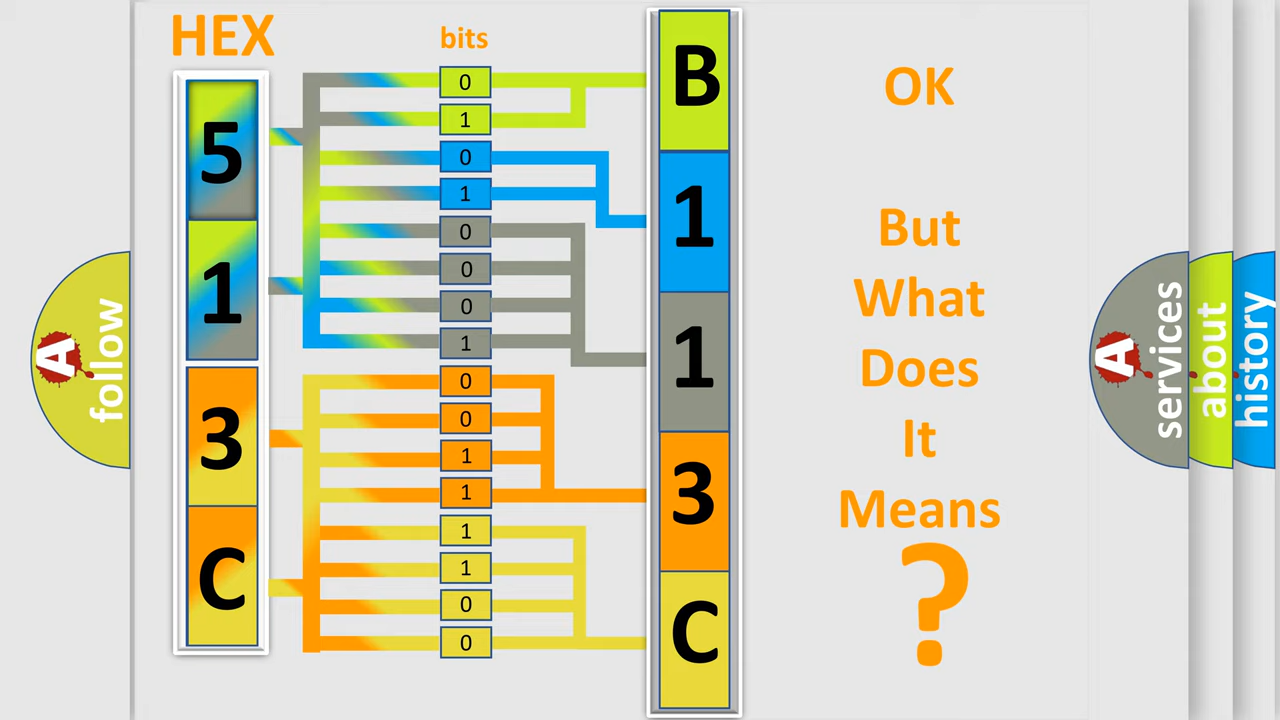 HEX
bits
5
1
3
C
0
1
0
1
0
0
0
1
0
0
1
1
1
1
0
0
B
1
1
3
C
OK
But
What
Does
It
Means
?
A
follow
A
services
about
history